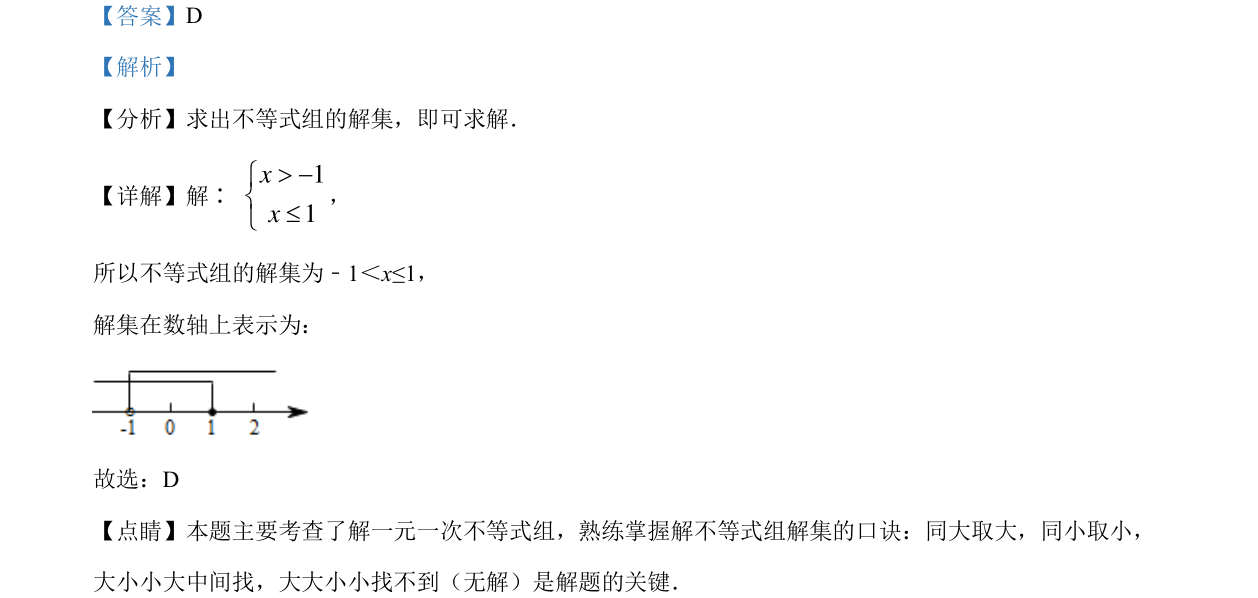 【答案】D
【解析】
【分析】求出不等式组的解集，即可求解．
【详解】解： { x > −1
x ≤ 1 ，
所以不等式组的解集为﹣1＜x≤1，
解集在数轴上表示为：
-1 0 1 2
故选：D
【点睛】本题主要考查了解一元一次不等式组，熟练掌握解不等式组解集的口诀：同大取大，同小取小，
大小小大中间找，大大小小找不到（无解）是解题的关键．